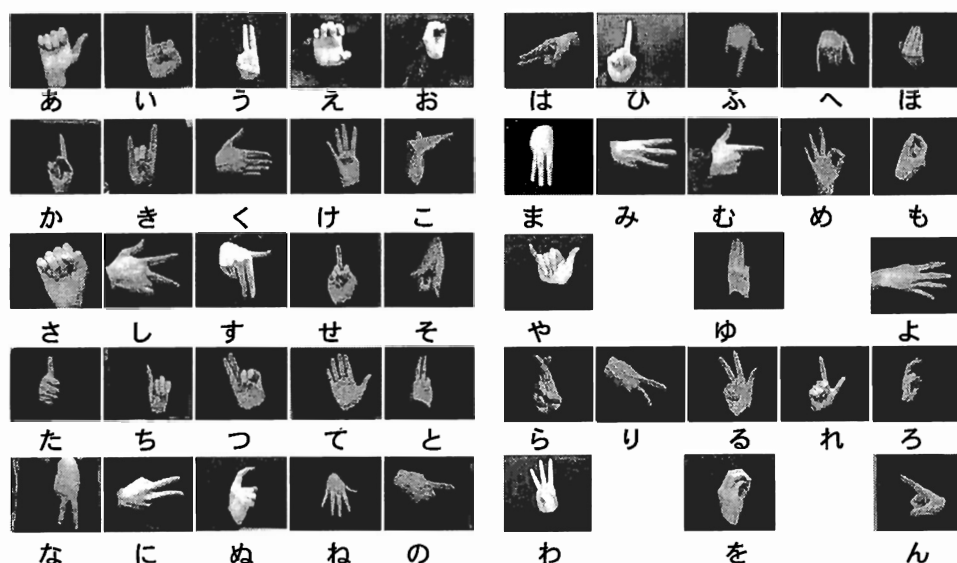 あ い う え お
か き く け こ
さ し す せ そ
た ち つ て と
な に ぬ ね の
は ひ ふ へ ほ
ま み む め も
や ゆ よ
ら り る れ ろ
わ を ん